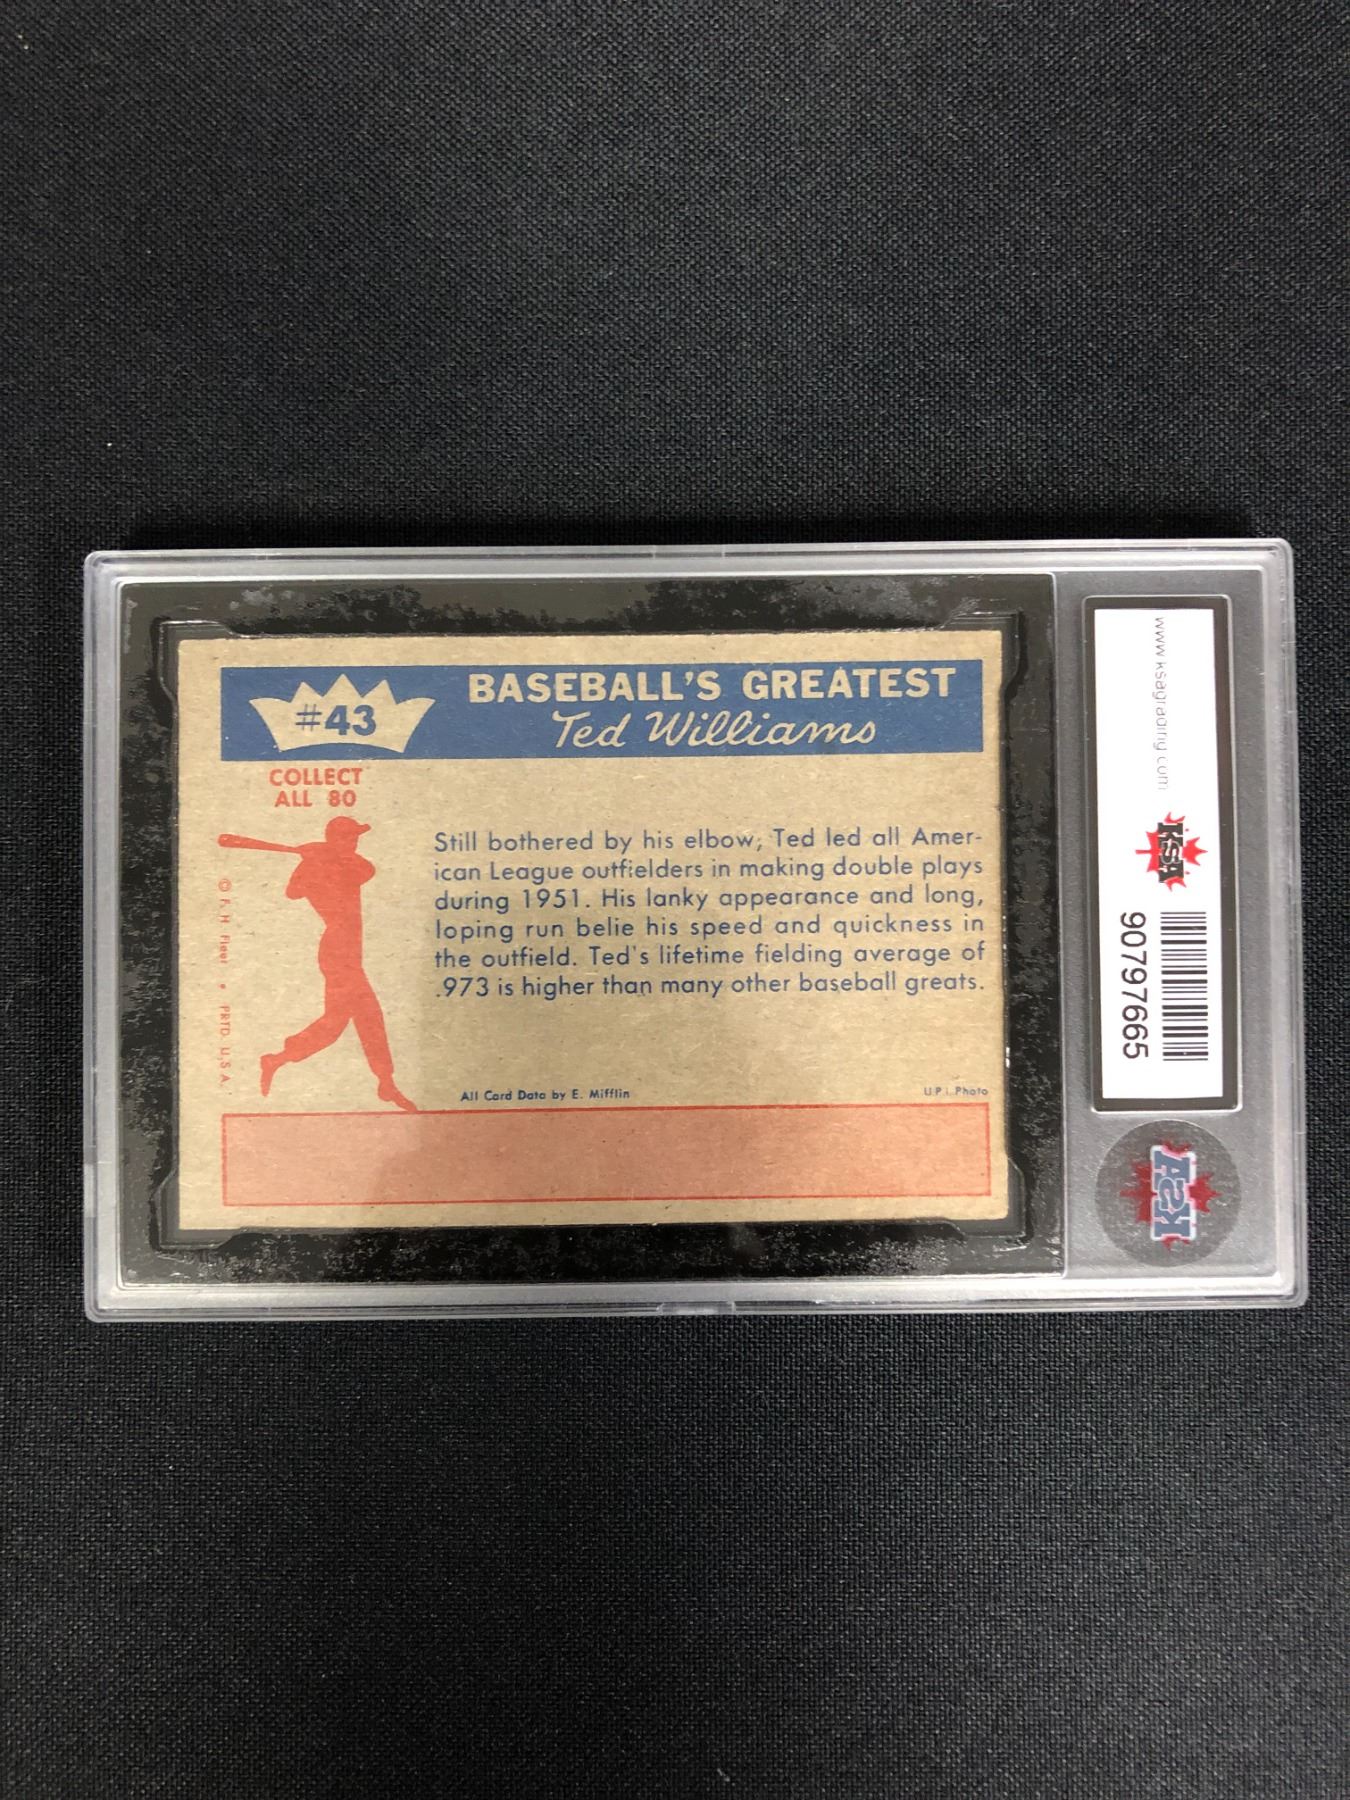 #43
BASEBALL'S GREATEST
Ted Williams
COLLECT
ALL 80
Still bothered by his elbow; Ted led all Amer-
ican League outfielders in making double plays
during 1951. His lanky appearance and long,
loping run belie his speed and quickness in
the outfield. Ted's lifetime fielding average of
.973 is higher than many other baseball greats.
© F. H. Fleer • PRTD. U.S.A.
All Card Data by E. Mifflin
U.P.I. Photo
www.ksagrading.com
KSA
90797665
KSA